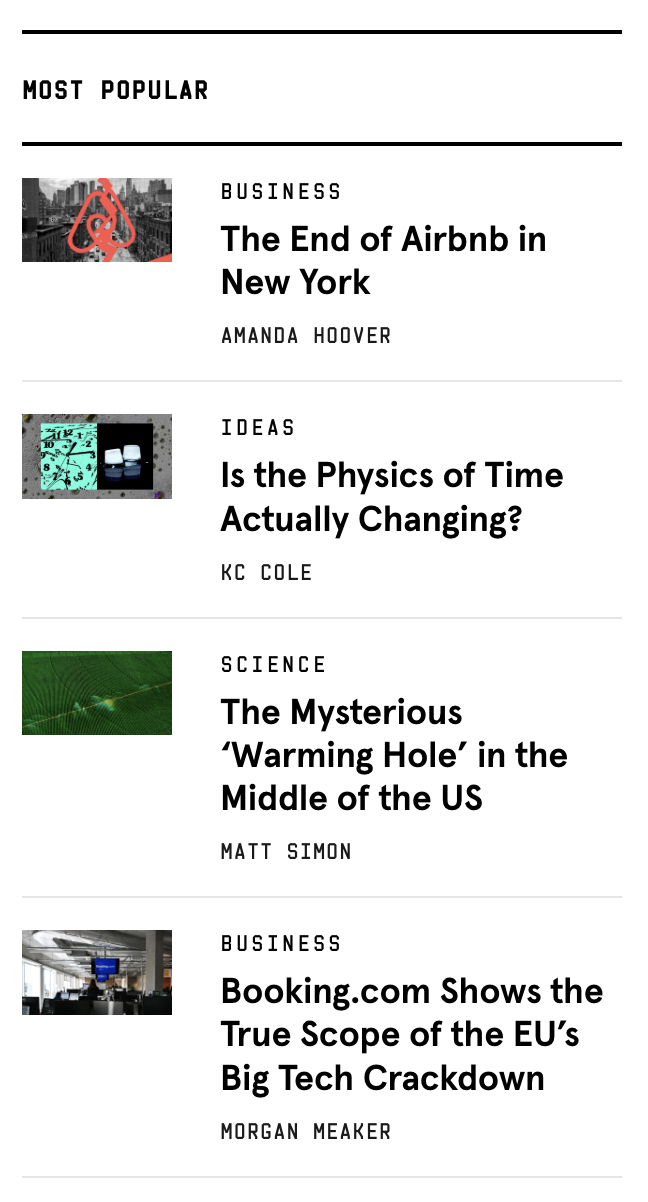 MOST POPULAR
BUSINESS
The End of Airbnb in
New York
AMANDA HOOVER
IDEAS
Is the Physics of Time
Actually Changing?
KC COLE
SCIENCE
The Mysterious
‘Warming Hole’ in the
Middle of the US
MATT SIMON
BUSINESS
Booking.com Shows the
True Scope of the EU’s
Big Tech Crackdown
MORGAN MEAKER